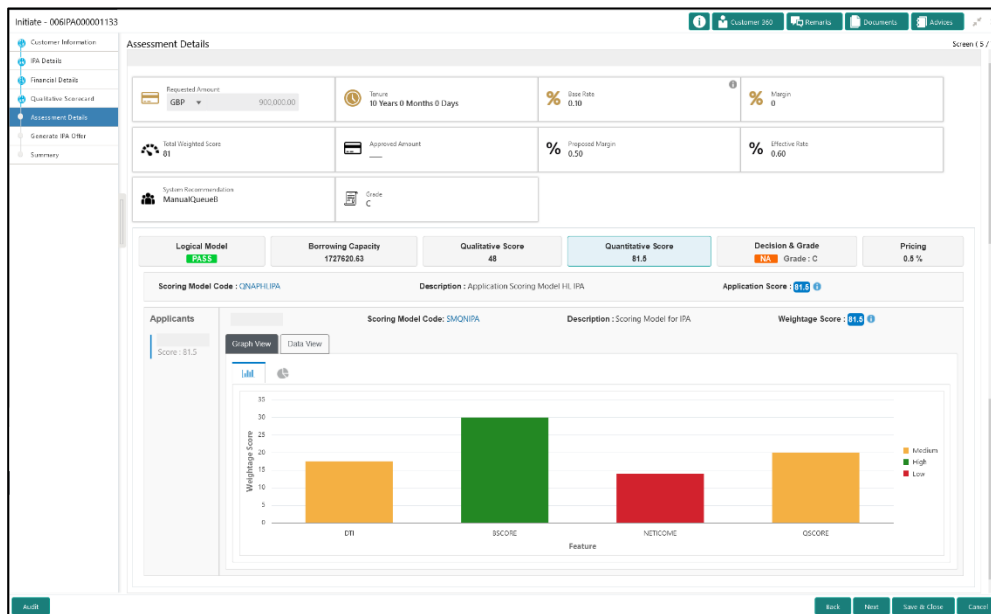 Initiate - 006IPA000001133
Customer 360
Remarks
Documents
Advices
Customer Information
IPA Details
Financial Details
Qualitative Scorecard
Assessment Details
Generate IPA Offer
Summary
Assessment Details
Screen ( 5 /
Requested Amount
GBP
900,000.00
Tenure
10 Years 0 Months 0 Days
Base Rate
0.10
Margin
0
Total Weighted Score
81
Approved Amount
Proposed Margin
0.50
Effective Rate
0.60
System Recommendation
ManualQueueB
Grade
C
Logical Model
PASS
Borrowing Capacity
1727620.63
Qualitative Score
48
Quantitative Score
81.5
Decision & Grade
NA Grade : C
Pricing
0.5 %
Scoring Model Code : QNAPHLIPA
Description : Application Scoring Model HL IPA
Application Score : 81.5
Applicants
Score : 81.5
Scoring Model Code: SMQNIPA
Description : Scoring Model for IPA
Weightage Score : 81.5
Graph View
Data View
35
30
25
20
15
10
5
0
Weightage Score
DTI
BSCORE
NETICOME
QSCORE
Feature
Medium
High
Low
Audit
Back
Next
Save & Close
Cancel